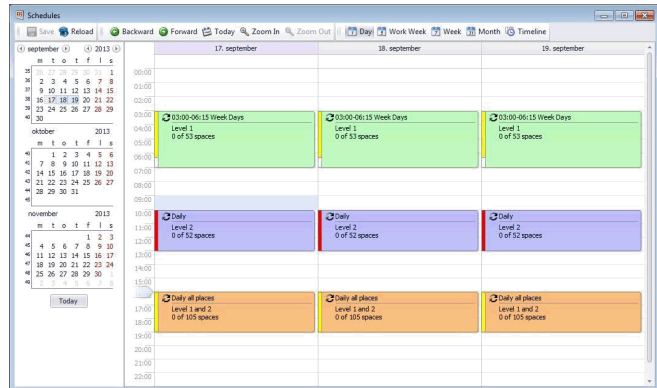 Schedules
Save Reload Backward Forward Today Zoom In Zoom Out Day Work Week Week Month Timeline
september 2013
m t o t f l s
35 26 27 28 29 30 31 1
36 2 3 4 5 6 7 8
37 9 10 11 12 13 14 15
38 16 17 18 19 20 21 22
39 23 24 25 26 27 28 29
40 30
oktober 2013
m t o t f l s
40 1 2 3 4 5 6
41 7 8 9 10 11 12 13
42 14 15 16 17 18 19 20
43 21 22 23 24 25 26 27
44 28 29 30 31
45
november 2013
m t o t f l s
44 1 2 3
45 4 5 6 7 8 9 10
46 11 12 13 14 15 16 17
47 18 19 20 21 22 23 24
48 25 26 27 28 29 30 1
49 2 3 4 5 6 7 8
Today
17. september 18. september 19. september
00:00
01:00
02:00
03:00 03:00-06:15 Week Days 03:00-06:15 Week Days 03:00-06:15 Week Days
04:00 Level 1 Level 1 Level 1
0 of 53 spaces 0 of 53 spaces 0 of 53 spaces
05:00
06:00
07:00
08:00
09:00
10:00 Daily Daily Daily
11:00 Level 2 Level 2 Level 2
0 of 52 spaces 0 of 52 spaces 0 of 52 spaces
12:00
13:00
14:00
15:00
Daily all places Daily all places Daily all places
17:00 Level 1 and 2 Level 1 and 2 Level 1 and 2
18:00 0 of 105 spaces 0 of 105 spaces 0 of 105 spaces
19:00
20:00
21:00
22:00